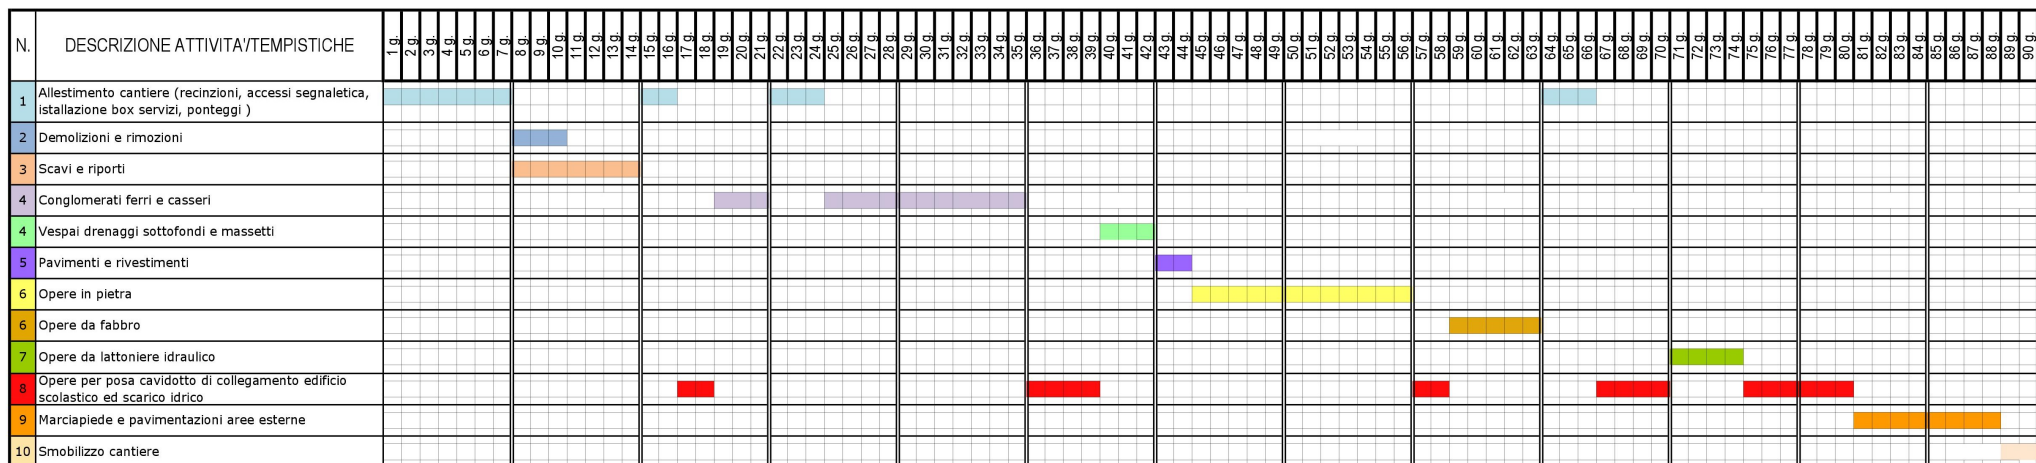 N. DESCRIZIONE ATTIVITA'/TEMPISTICHE 1 g. 2 g. 3 g. 4 g. 5 g. 6 g. 7 g. 8 g. 9 g. 10 g. 11 g. 12 g. 13 g. 14 g. 15 g. 16 g. 17 g. 18 g. 19 g. 20 g. 21 g. 22 g. 23 g. 24 g. 25 g. 26 g. 27 g. 28 g. 29 g. 30 g. 31 g. 32 g. 33 g. 34 g. 35 g. 36 g. 37 g. 38 g. 39 g. 40 g. 41 g. 42 g. 43 g. 44 g. 45 g. 46 g. 47 g. 48 g. 49 g. 50 g. 51 g. 52 g. 53 g. 54 g. 55 g. 56 g. 57 g. 58 g. 59 g. 60 g. 61 g. 62 g. 63 g. 64 g. 65 g. 66 g. 67 g. 68 g. 69 g. 70 g. 71 g. 72 g. 73 g. 74 g. 75 g. 76 g. 77 g. 78 g. 79 g. 80 g. 81 g. 82 g. 83 g. 84 g. 85 g. 86 g. 87 g. 88 g. 89 g. 90 g.
1 Allestimento cantiere (recinzioni, accessi segnaletica,
istallazione box servizi, ponteggi )
2 Demolizioni e rimozioni
3 Scavi e riporti
4 Conglomerati ferri e casseri
4 Vespai drenaggi sottofondi e massetti
5 Pavimenti e rivestimenti
6 Opere in pietra
6 Opere da fabbro
7 Opere da lattoniere idraulico
8 Opere per posa cavidotto di collegamento edificio
scolastico ed scarico idrico
9 Marciapiede e pavimentazioni aree esterne
10 Smobilizzo cantiere